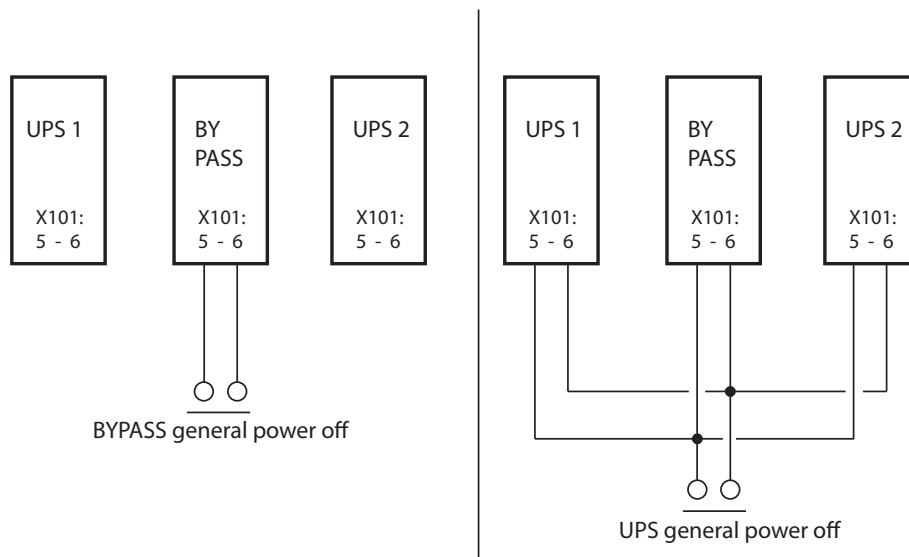 UPS 1
BY
PASS
UPS 2
X101:
5 - 6
X101:
5 - 6
X101:
5 - 6
BYPASS general power off
UPS 1
BY
PASS
UPS 2
X101:
5 - 6
X101:
5 - 6
X101:
5 - 6
UPS general power off